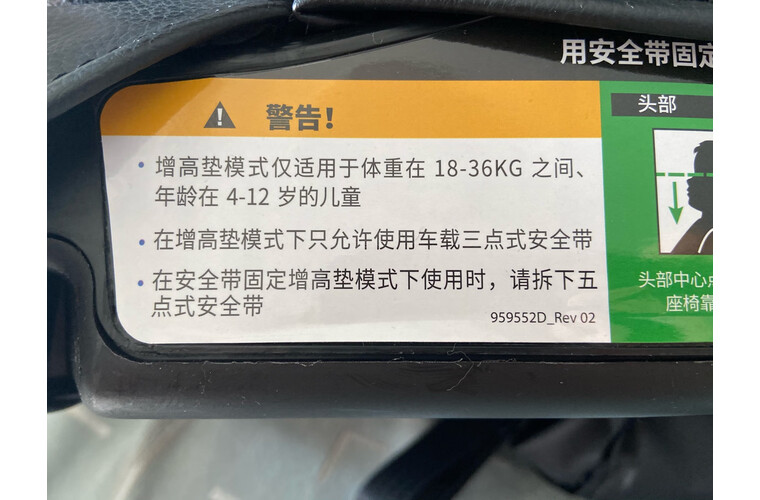 用安全带固定
警告！
• 增高垫模式仅适用于体重在 18-36KG 之间、
年龄在 4-12 岁的儿童
• 在增高垫模式下只允许使用车载三点式安全带
• 在安全带固定增高垫模式下使用时，请拆下五
点式安全带
959552D_Rev 02
头部
头部中心点
座椅靠